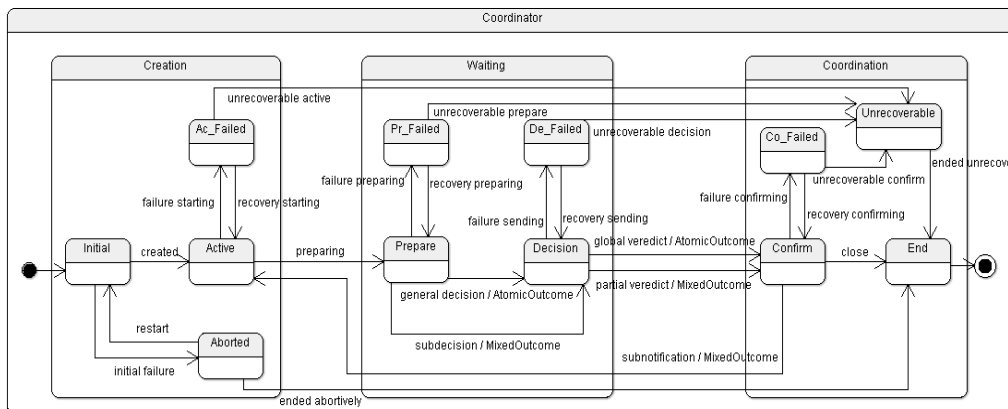 Coordinator
Creation
Waiting
Coordination
unrecoverable active
unrecoverable prepare
Unrecoverable
Ac_Failed
Pr_Failed
De_Failed
unrecoverable decision
Co_Failed
ended unrecove
unrecoverable confirm
failure preparing
recovery preparing
failure starting
recovery starting
failure confirming
recovery confirming
failure sending
recovery sending
Initial
created
Active
preparing
Prepare
Decision
global veredict / AtomicOutcome
Confirm
close
End
general decision / AtomicOutcome
partial veredict / MixedOutcome
restart
Aborted
subdecision / MixedOutcome
subnotification / MixedOutcome
initial failure
ended abortively